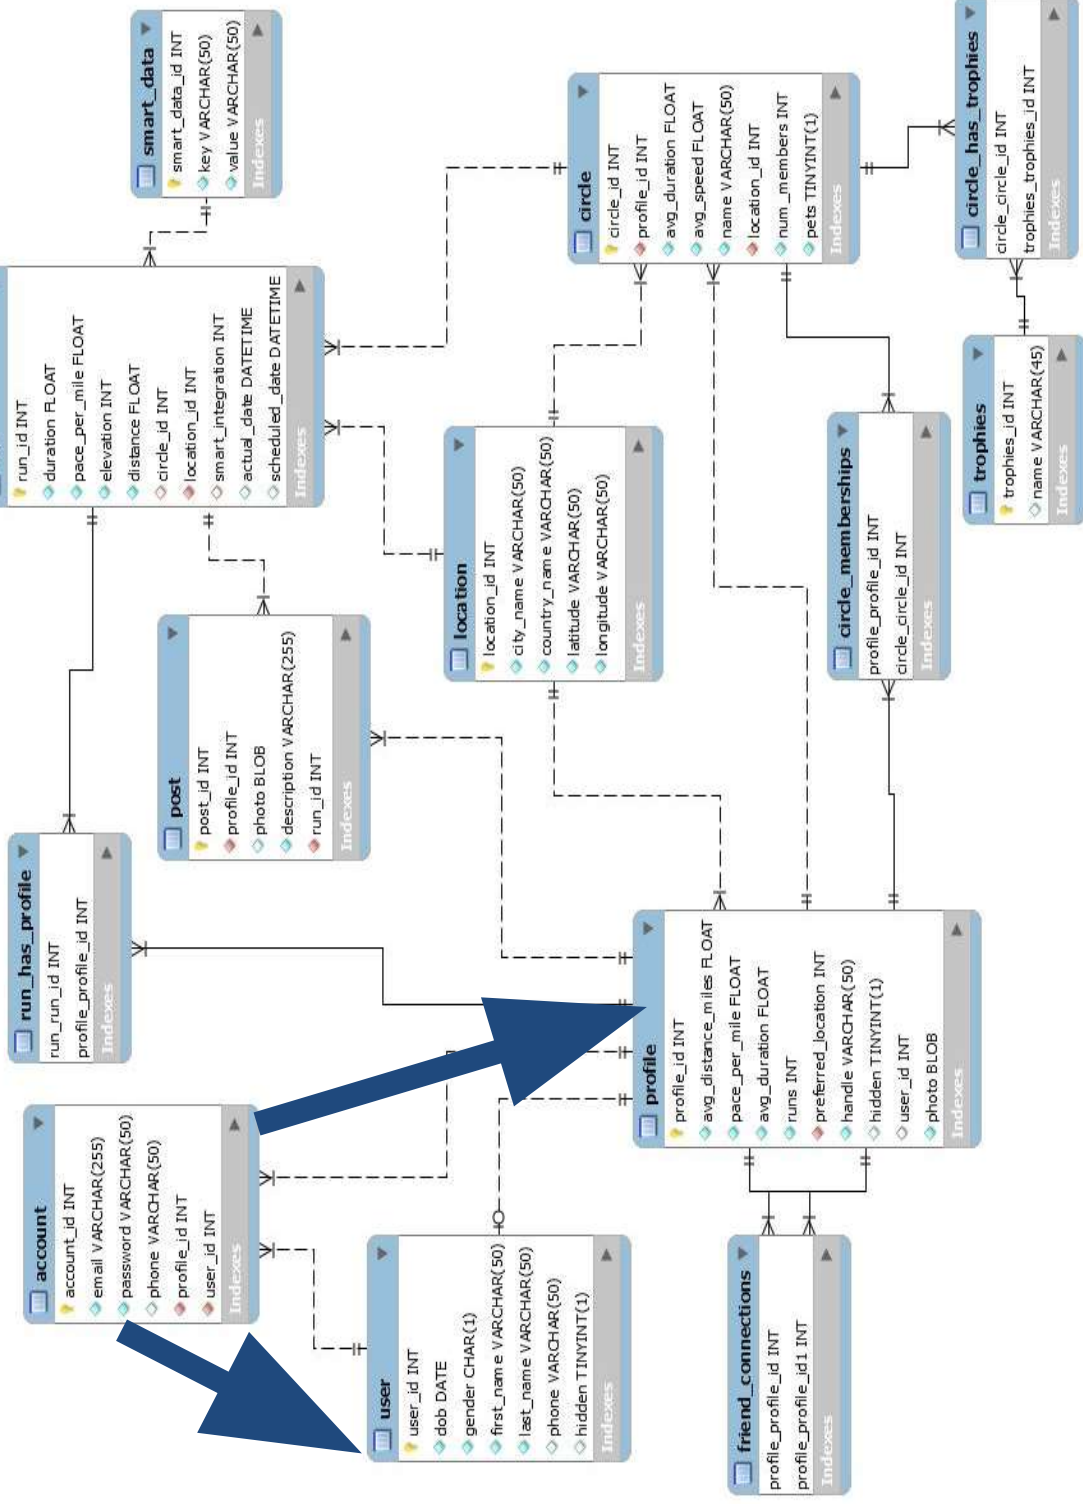 account
account_id INT
email VARCHAR(255)
password VARCHAR(50)
phone VARCHAR(50)
profile_id INT
user_id INT
Indexes
run_has_profile
run_run_id INT
profile_profile_id INT
Indexes
run_id INT
duration FLOAT
pace_per_mile FLOAT
elevation INT
distance FLOAT
circle_id INT
location_id INT
smart_integration INT
actual_date DATETIME
scheduled_date DATETIME
Indexes
smart_data
smart_data_id INT
key VARCHAR(50)
value VARCHAR(50)
Indexes
post
post_id INT
profile_id INT
photo BLOB
description VARCHAR(255)
run_id INT
Indexes
user
user_id INT
dob DATE
gender CHAR(1)
first_name VARCHAR(50)
last_name VARCHAR(50)
phone VARCHAR(50)
hidden TINYINT(1)
Indexes
location
location_id INT
city_name VARCHAR(50)
country_name VARCHAR(50)
latitude VARCHAR(50)
longitude VARCHAR(50)
Indexes
circle
circle_id INT
profile_id INT
avg_duration FLOAT
avg_speed FLOAT
name VARCHAR(50)
location_id INT
num_members INT
pets TINYINT(1)
Indexes
profile
profile_id INT
avg_distance_miles FLOAT
pace_per_mile FLOAT
avg_duration FLOAT
runs INT
preferred_location INT
handle VARCHAR(50)
hidden TINYINT(1)
user_id INT
photo BLOB
Indexes
friend_connections
profile_profile_id INT
profile_profile_id1 INT
Indexes
circle_memberships
profile_profile_id INT
circle_circle_id INT
Indexes
trophies
trophies_id INT
name VARCHAR(45)
Indexes
circle_has_trophies
circle_circle_id INT
trophies_trophies_id INT
Indexes